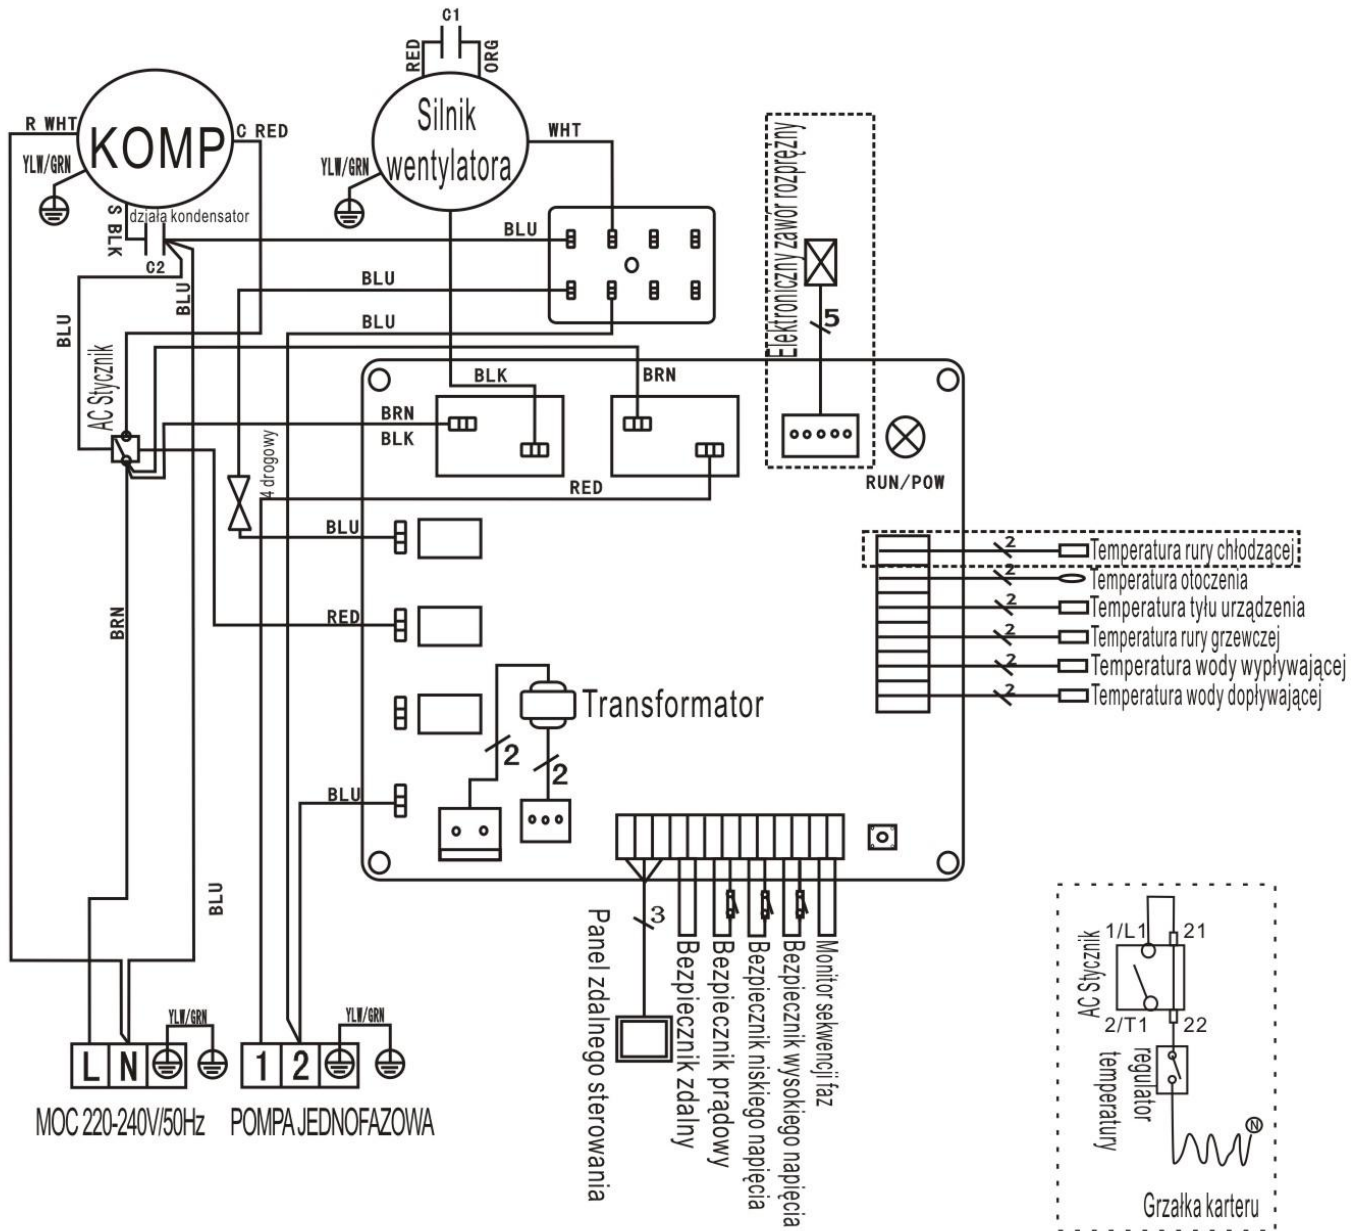 C1
RED
ORG
KOMP
R WHT
C RED
YLW/GRN
S BLK
działa kondensator
C2
Silnik
wentylatora
WHT
YLW/GRN
BLU
BLU
BLU
BLU
BLU
AC Stycznik
Elektroniczny zawór rozprężny
5
BLK
BRN
BRN
BLK
RED
4 drogowy
RUN/POW
BLU
RED
BLU
BRN
BLU
Transformator
2
2
2
Temperatura rury chłodzącej
2
Temperatura otoczenia
2
Temperatura tyłu urządzenia
2
Temperatura rury grzewczej
2
Temperatura wody wypływającej
2
Temperatura wody dopływającej
3
Panel zdalnego sterowania
Bezpiecznik zdalny
Bezpiecznik prądowy
Bezpiecznik niskiego napięcia
Bezpiecznik wysokiego napięcia
Monitor sekwencji faz
YLW/GRN
YLW/GRN
L N
1 2
MOC 220-240V/50Hz
POMPA JEDNOFAZOWA
1/L1
21
AC Stycznik
2/T1
22
regulator
temperatury
N
Grzałka karteru